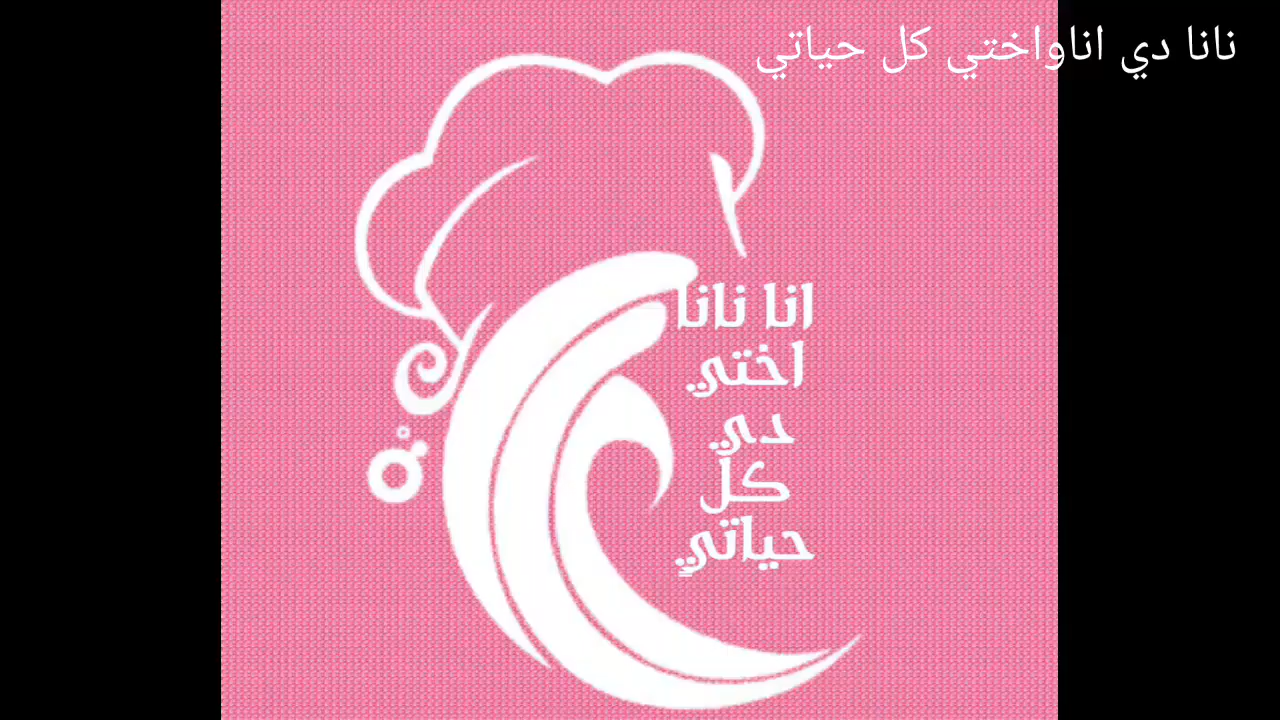 نانا دي اناواختي كل حياتي
انا نانا
اختي
دي
كل
حياتي